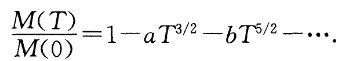 M(T)/M(0) = 1 − aT^{3/2} − bT^{5/2} − ⋯.